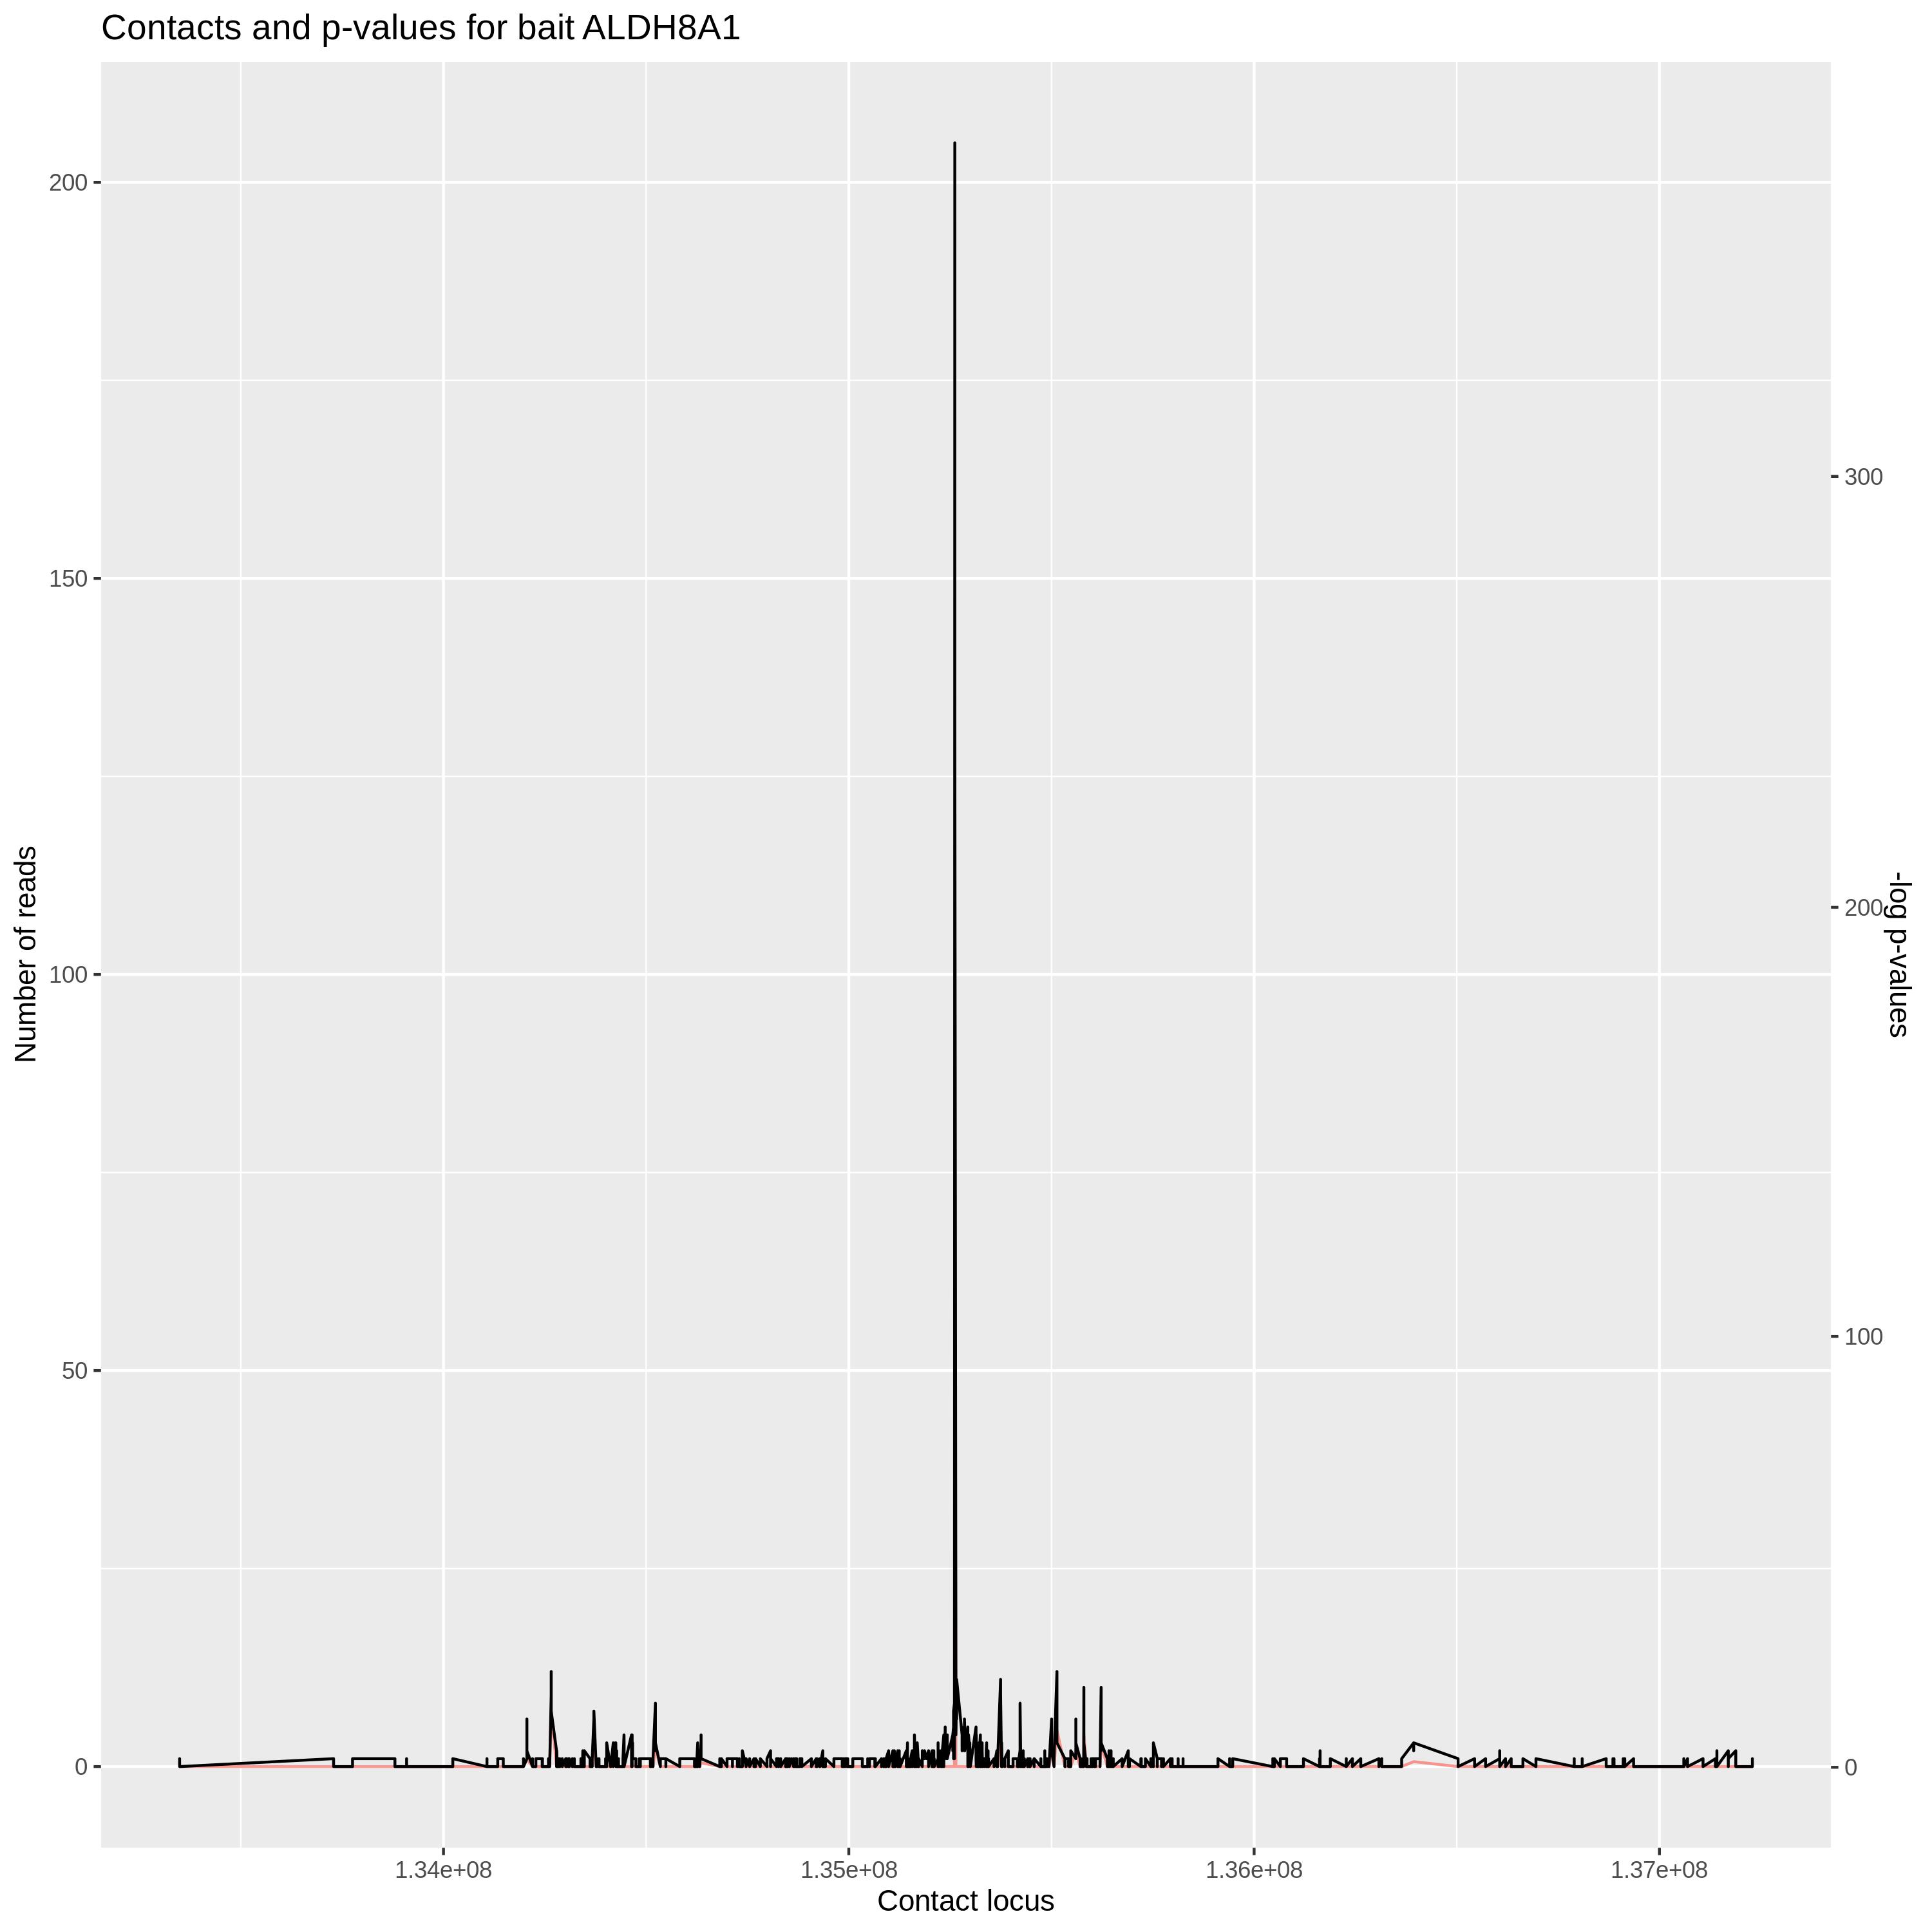 Contacts and p-values for bait ALDH8A1
Number of reads
200
150
100
50
0
300
200
100
0
-log p-values
1.34e+08 1.35e+08 1.36e+08 1.37e+08
Contact locus